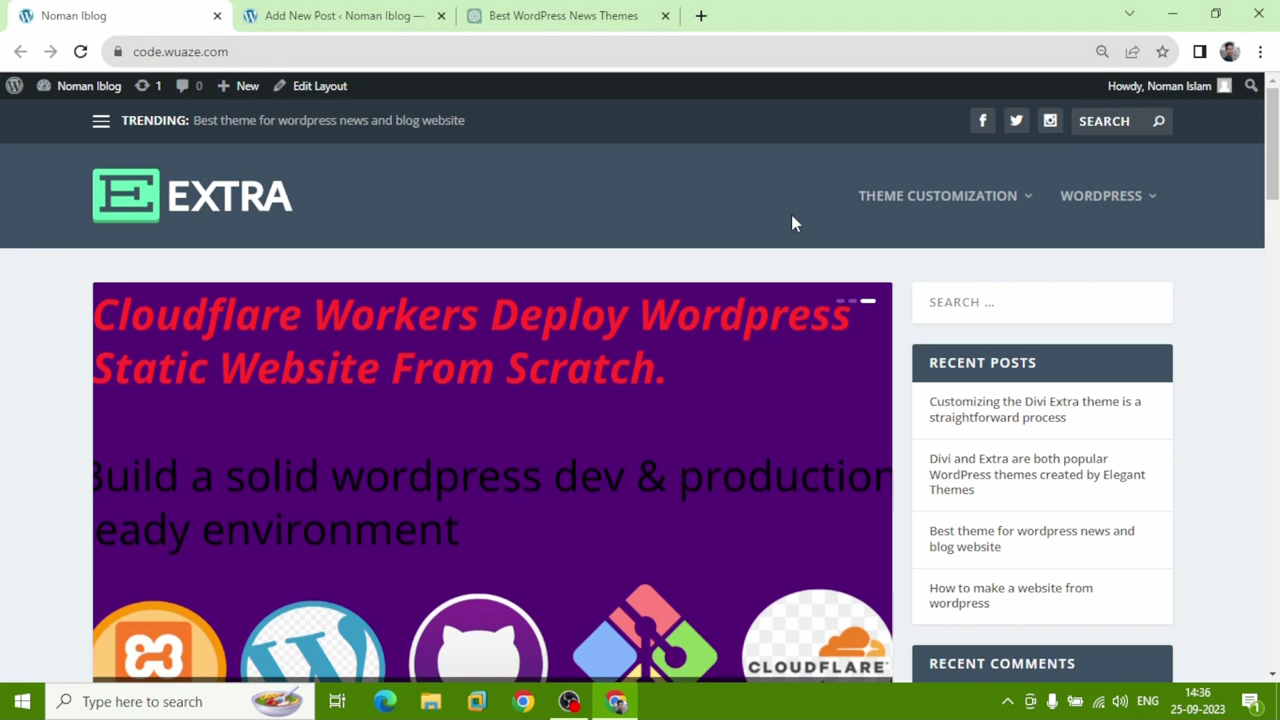 Noman Iblog
Add New Post ‹ Noman Iblog —
Best WordPress News Themes
code.wuaze.com
Noman Iblog
1
0
New
Edit Layout
Howdy, Noman Islam
TRENDING: Best theme for wordpress news and blog website
SEARCH
E EXTRA
THEME CUSTOMIZATION
WORDPRESS
Cloudflare Workers Deploy Wordpress
Static Website From Scratch.
Build a solid wordpress dev & production
eady environment
CLOUDFLARE
SEARCH …
RECENT POSTS
Customizing the Divi Extra theme is a
straightforward process
Divi and Extra are both popular
WordPress themes created by Elegant
Themes
Best theme for wordpress news and
blog website
How to make a website from
wordpress
RECENT COMMENTS
Type here to search
ENG
14:36
25-09-2023
1